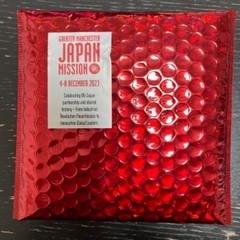 GREATER MANCHESTER
JAPAN
MISSION
4-8 DECEMBER 2023
Celebrating UK-Japan
partnership and shared
history - from Industrial
Revolution Powerhouses to
Innovation Global Leaders